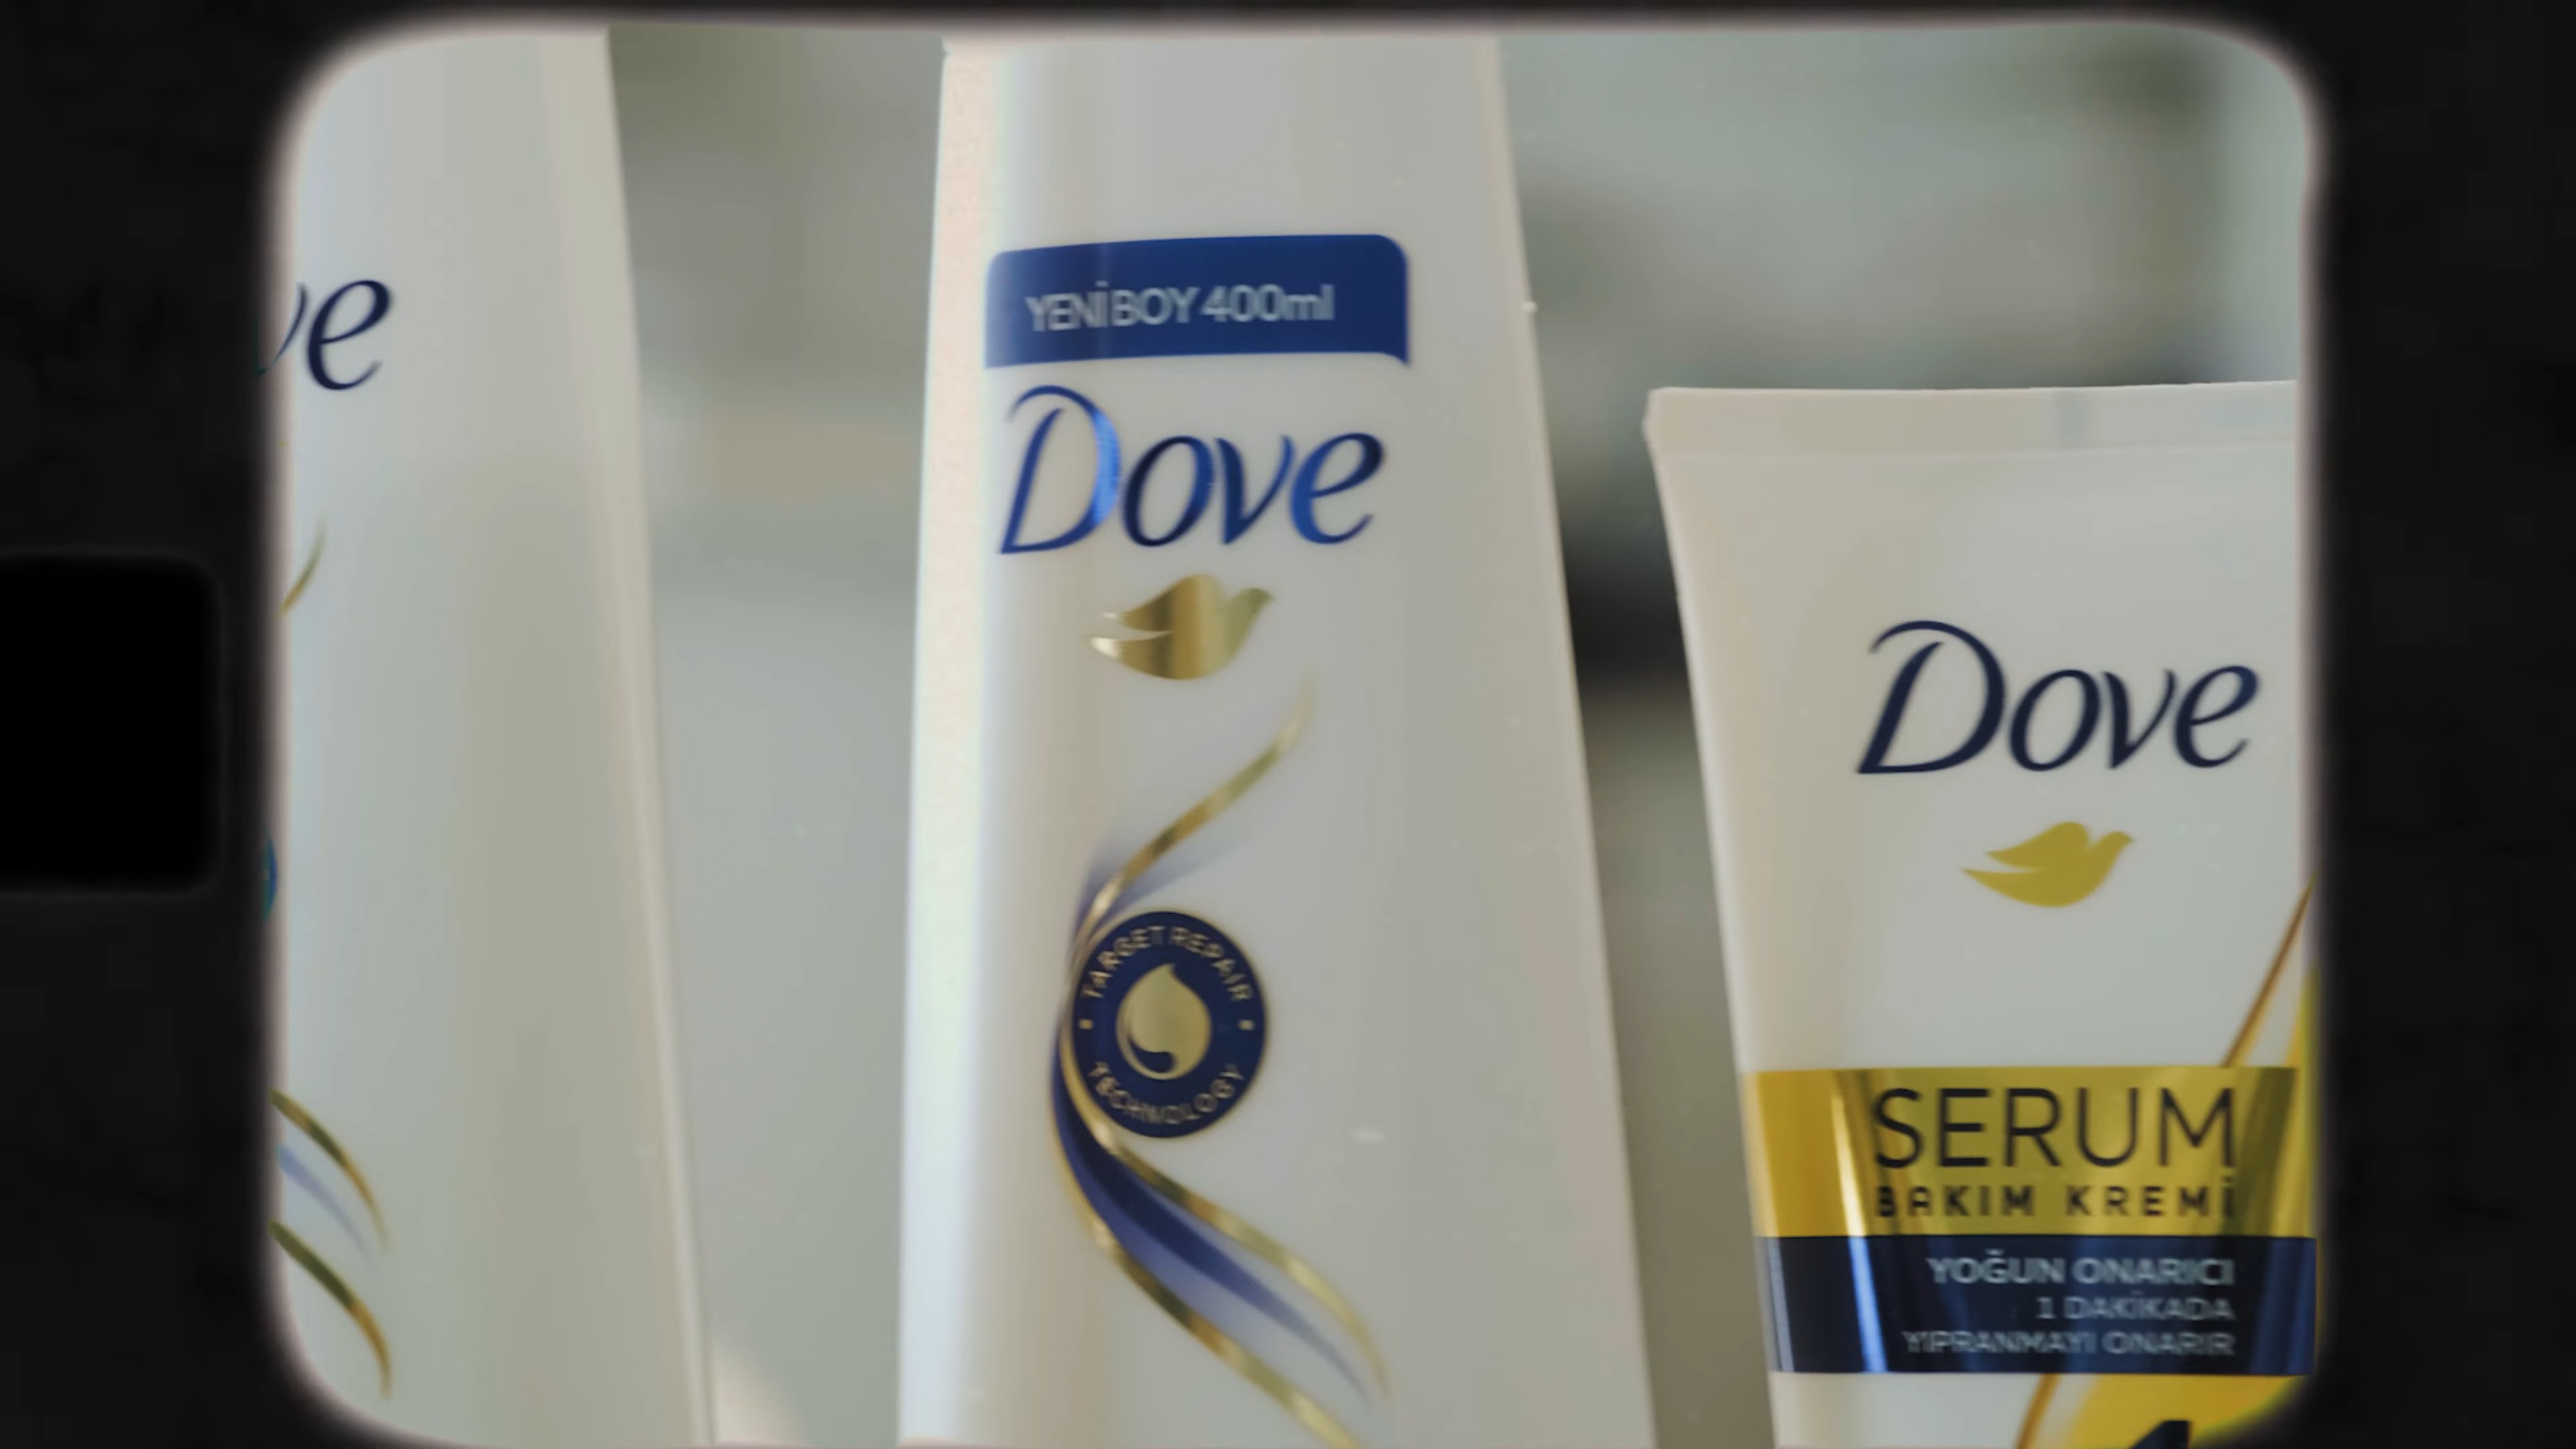 ve
YENİ BOY 400ml
Dove
TARGET REPAIR
TECHNOLOGY
Dove
SERUM
BAKIM KREMİ
YOĞUN ONARICI
1 DAKİKADA
YIPRANMAYI ONARIR